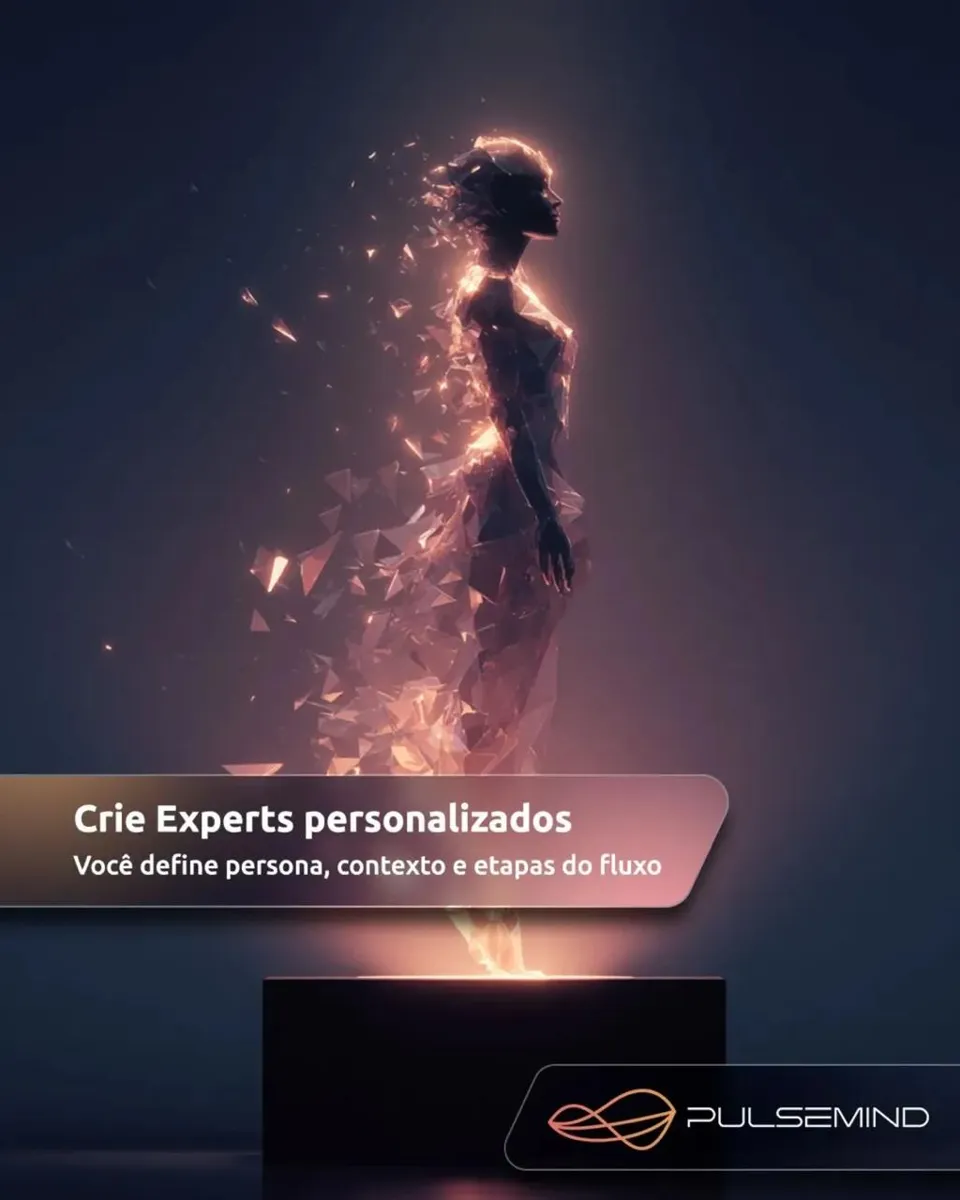 Crie Experts personalizados
Você define persona, contexto e etapas do fluxo
PULSEMIND